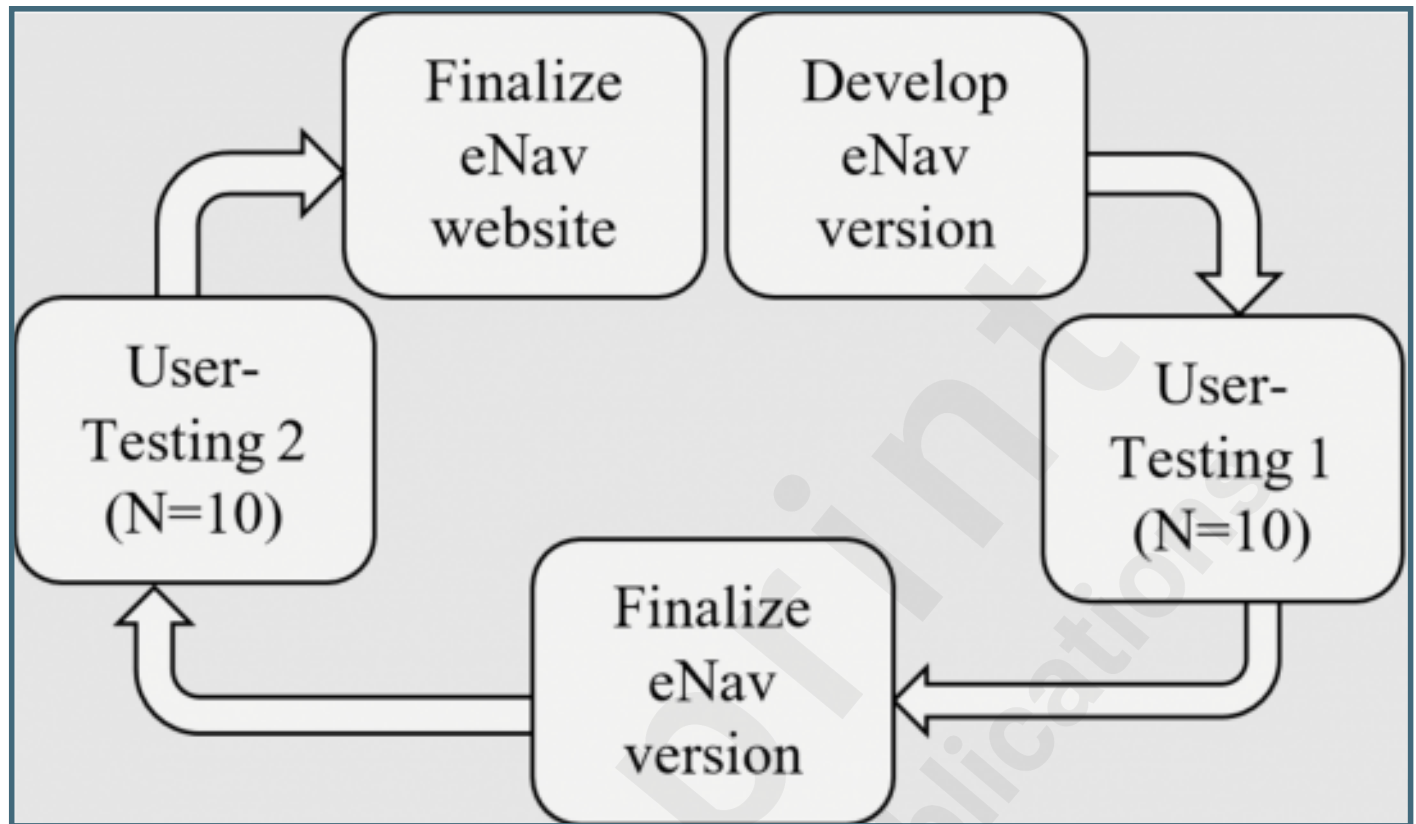 Finalize
eNav
website
Develop
eNav
version
User-
Testing 2
(N=10)
User-
Testing 1
(N=10)
Finalize
eNav
version